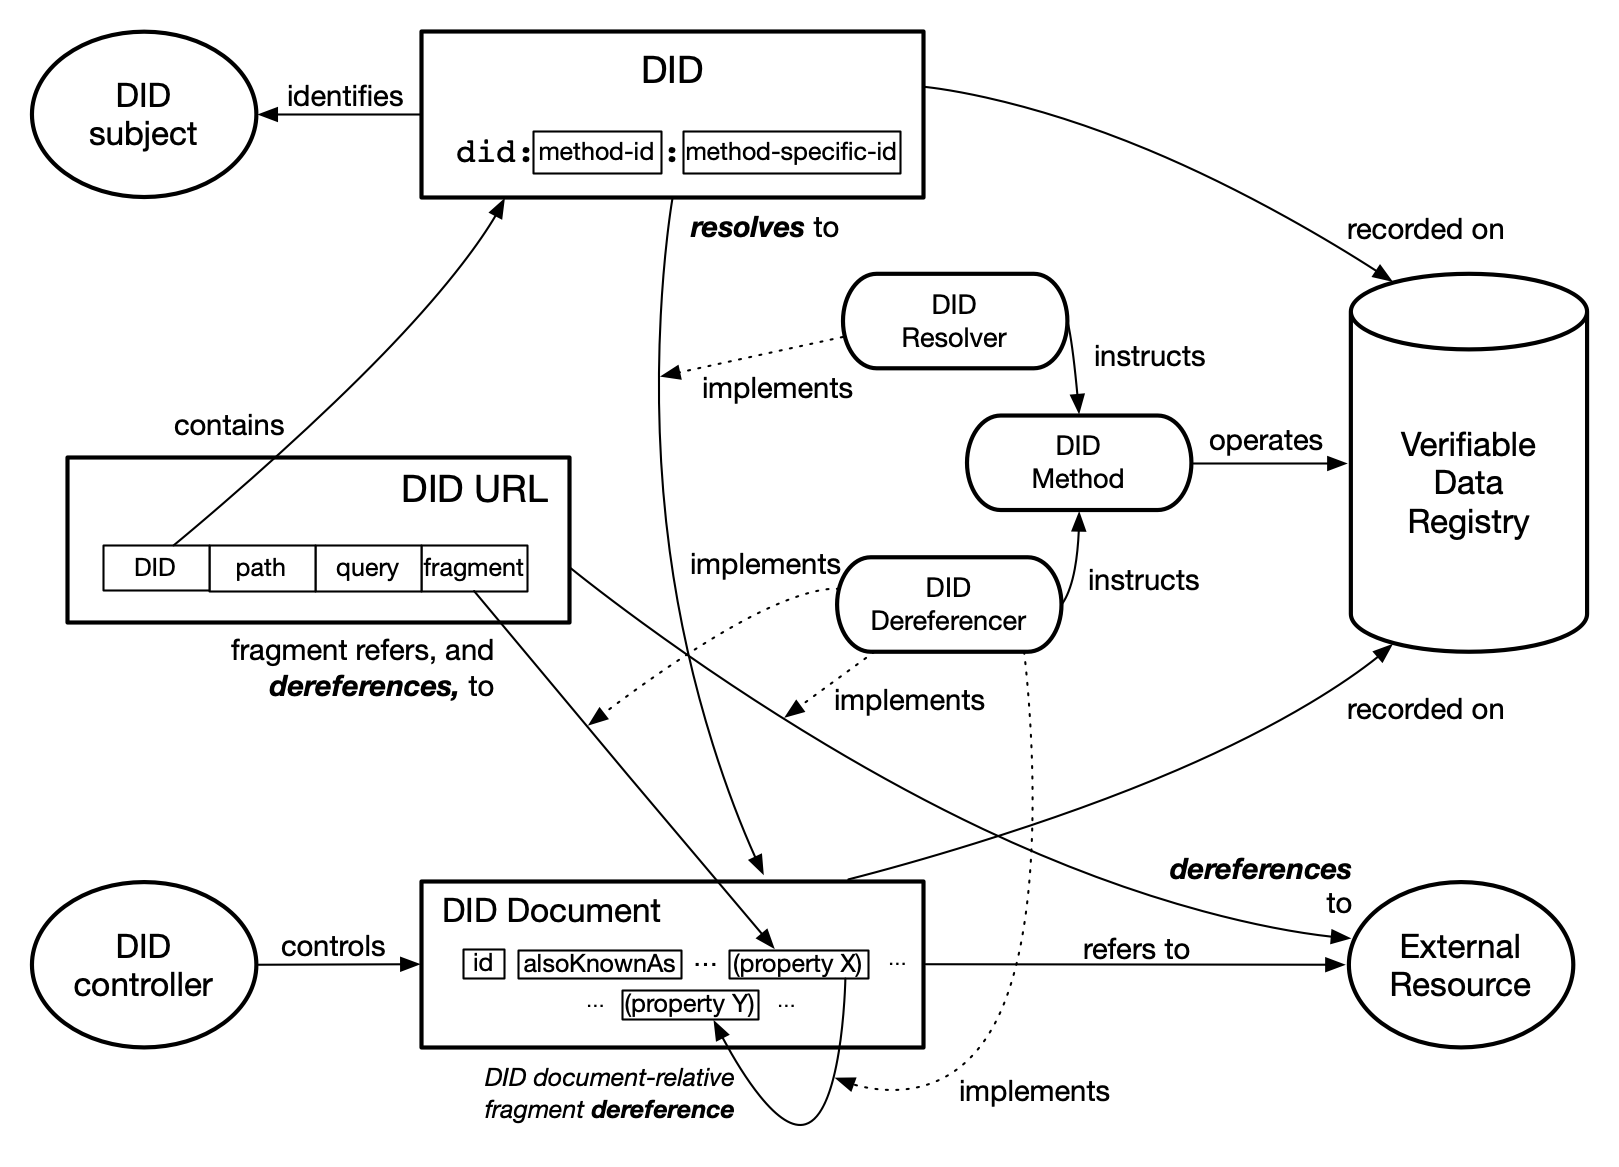 DID
subject
identifies
DID
did: method-id : method-specific-id
resolves to
recorded on
DID
Resolver
implements
instructs
DID
Method
operates
Verifiable
Data
Registry
contains
DID URL
DID path query fragment
fragment refers, and
dereferences, to
implements
DID
Dereferencer
instructs
implements
recorded on
dereferences
to
DID
controller
controls
DID Document
id alsoKnownAs ... (property X) ...
... (property Y) ...
refers to
External
Resource
DID document-relative
fragment dereference
implements